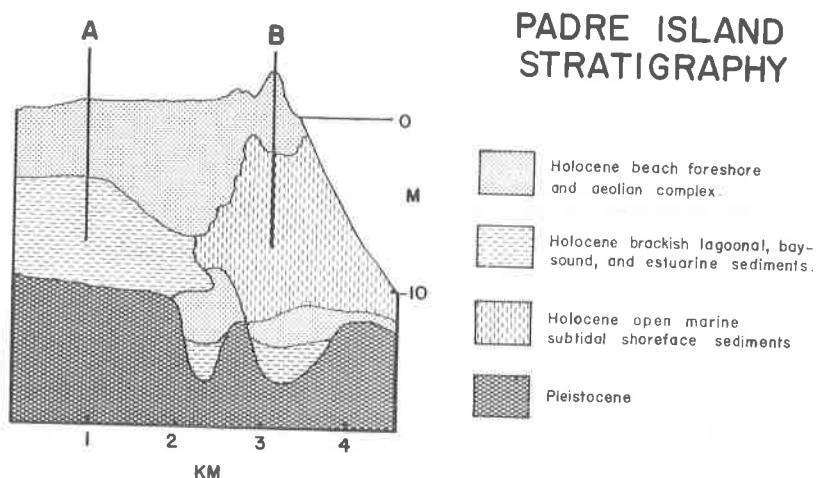 PADRE ISLAND
STRATIGRAPHY
A
B
0
M
-10
1
2
3
4
KM
Holocene beach foreshore
and aeolian complex.
Holocene brackish lagoonal, bay-
sound, and estuarine sediments.
Holocene open marine
subtidal shoreface sediments
Pleistocene